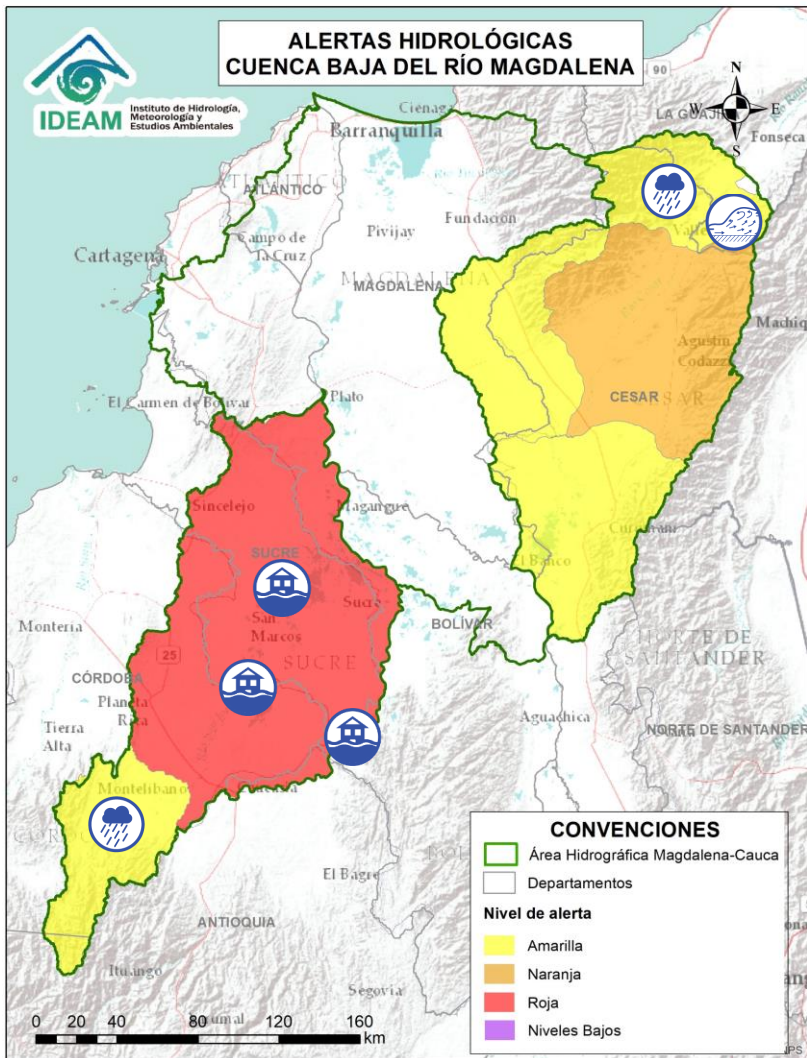 ALERTAS HIDROLÓGICAS
CUENCA BAJA DEL RÍO MAGDALENA
IDEAM
Instituto de Hidrología,
Meteorología y
Estudios Ambientales
90
N
W
E
S
Ciénaga
LA GUAJI
Barranquilla
Fonseca
ATLÁNTICO
Fundación
Pivijay
Campo de
la Cruz
Cartagena
MAGDALENA
MAGDALENA
Machiq
Agustín
Codazzi
CESAR
Plato
El Carmen de Bolívar
Sincelejo
Magangué
El Banco
SUCRE
Sucre
San
Marcos
BOLÍVAR
Montería
SUCRE
NORTE DE
SANTANDER
25
CÓRDOBA
Planeta
Rica
Aguachica
Tierra
Alta
NORTE DE SANTANDER
Montelíbano
El Bagre
ANTIOQUIA
Ituango
Segovia
CONVENCIONES
Área Hidrográfica Magdalena-Cauca
Departamentos
Nivel de alerta
Amarilla
Naranja
Roja
Niveles Bajos
0 20 40 80 120 160
km